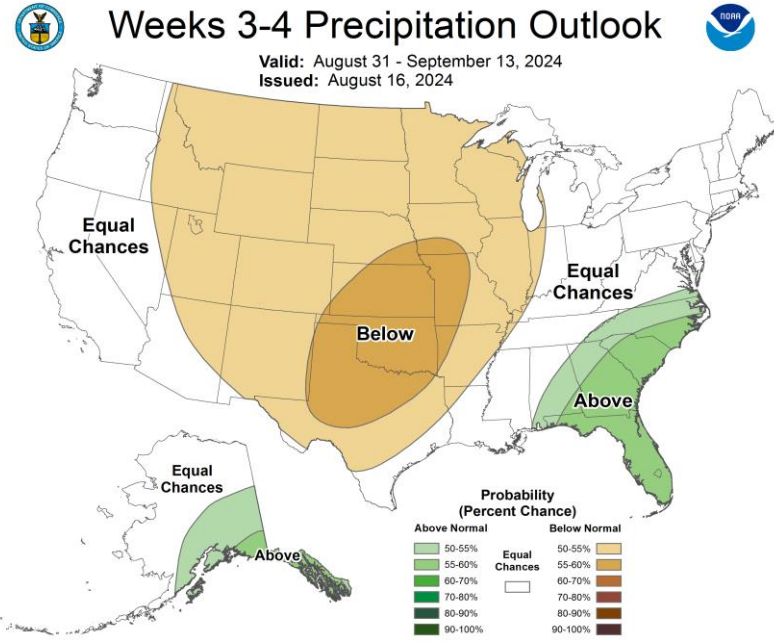 Weeks 3-4 Precipitation Outlook
NOAA
Valid: August 31 - September 13, 2024
Issued: August 16, 2024
Equal
Chances
Equal
Chances
Below
Above
Equal
Chances
Above
Probability
(Percent Chance)
Above Normal
Below Normal
50-55%
55-60%
60-70%
70-80%
80-90%
90-100%
Equal
Chances
50-55%
55-60%
60-70%
70-80%
80-90%
90-100%